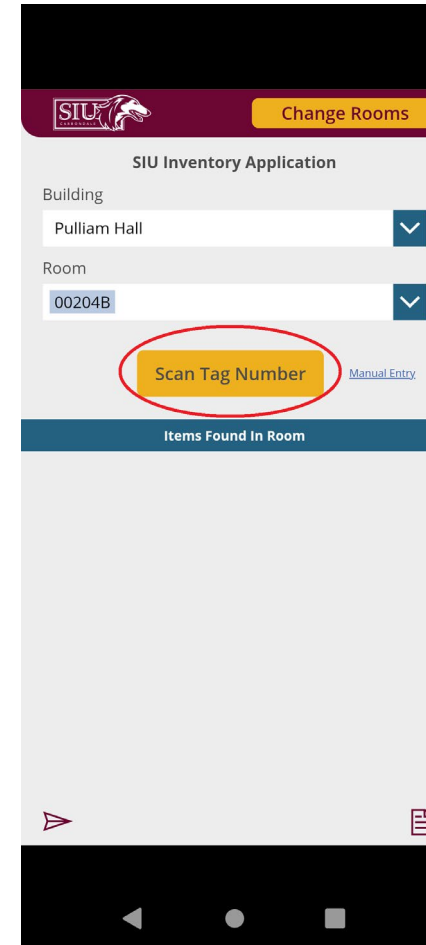 SIU
CARBONDALE
Change Rooms
SIU Inventory Application
Building
Pulliam Hall
Room
00204B
Scan Tag Number
Manual Entry
Items Found In Room